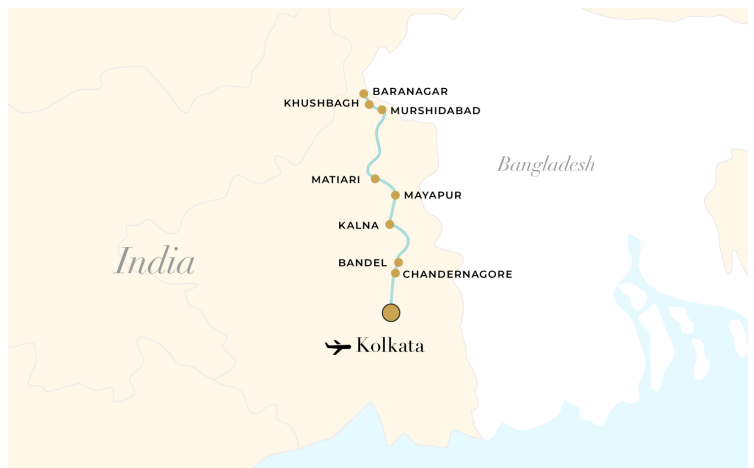 BARANAGAR
KHUSHBAGH
MURSHIDABAD
Bangladesh
MATIARI
MAYAPUR
KALNA
India
BANDEL
CHANDERNAGORE
Kolkata